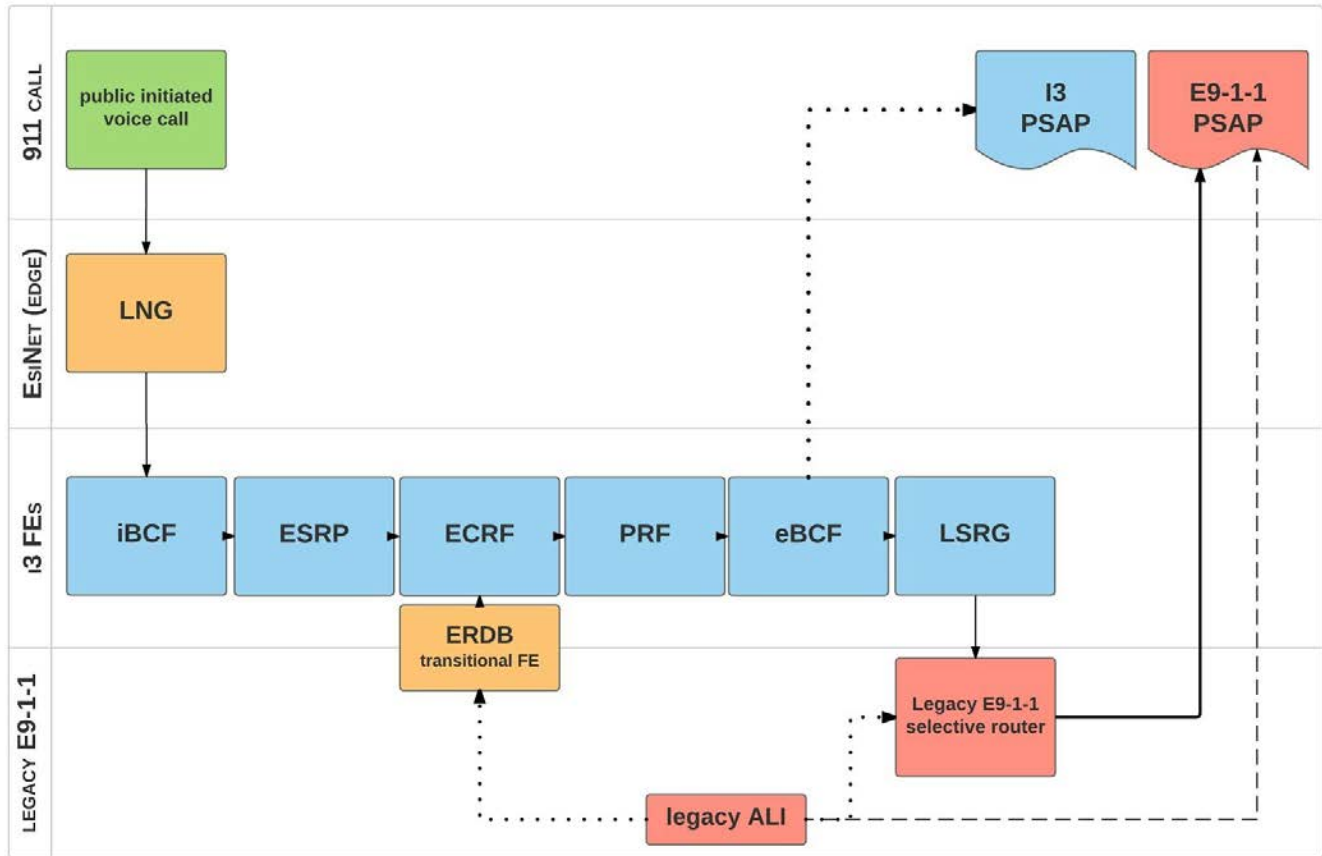 911 CALL
public initiated
voice call
I3
PSAP
E9-1-1
PSAP
ESINET (EDGE)
LNG
I3 FES
iBCF
ESRP
ECRF
PRF
eBCF
LSRG
ERDB
transitional FE
LEGACY E9-1-1
Legacy E9-1-1
selective router
legacy ALI